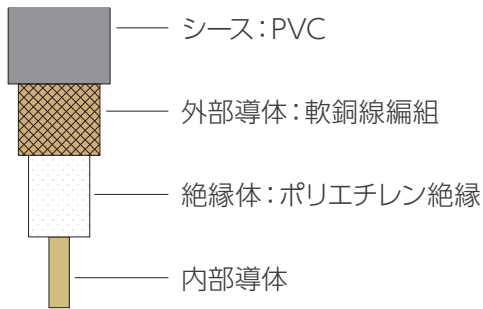 シース：PVC
外部導体：軟銅線編組
絶縁体：ポリエチレン絶縁
内部導体